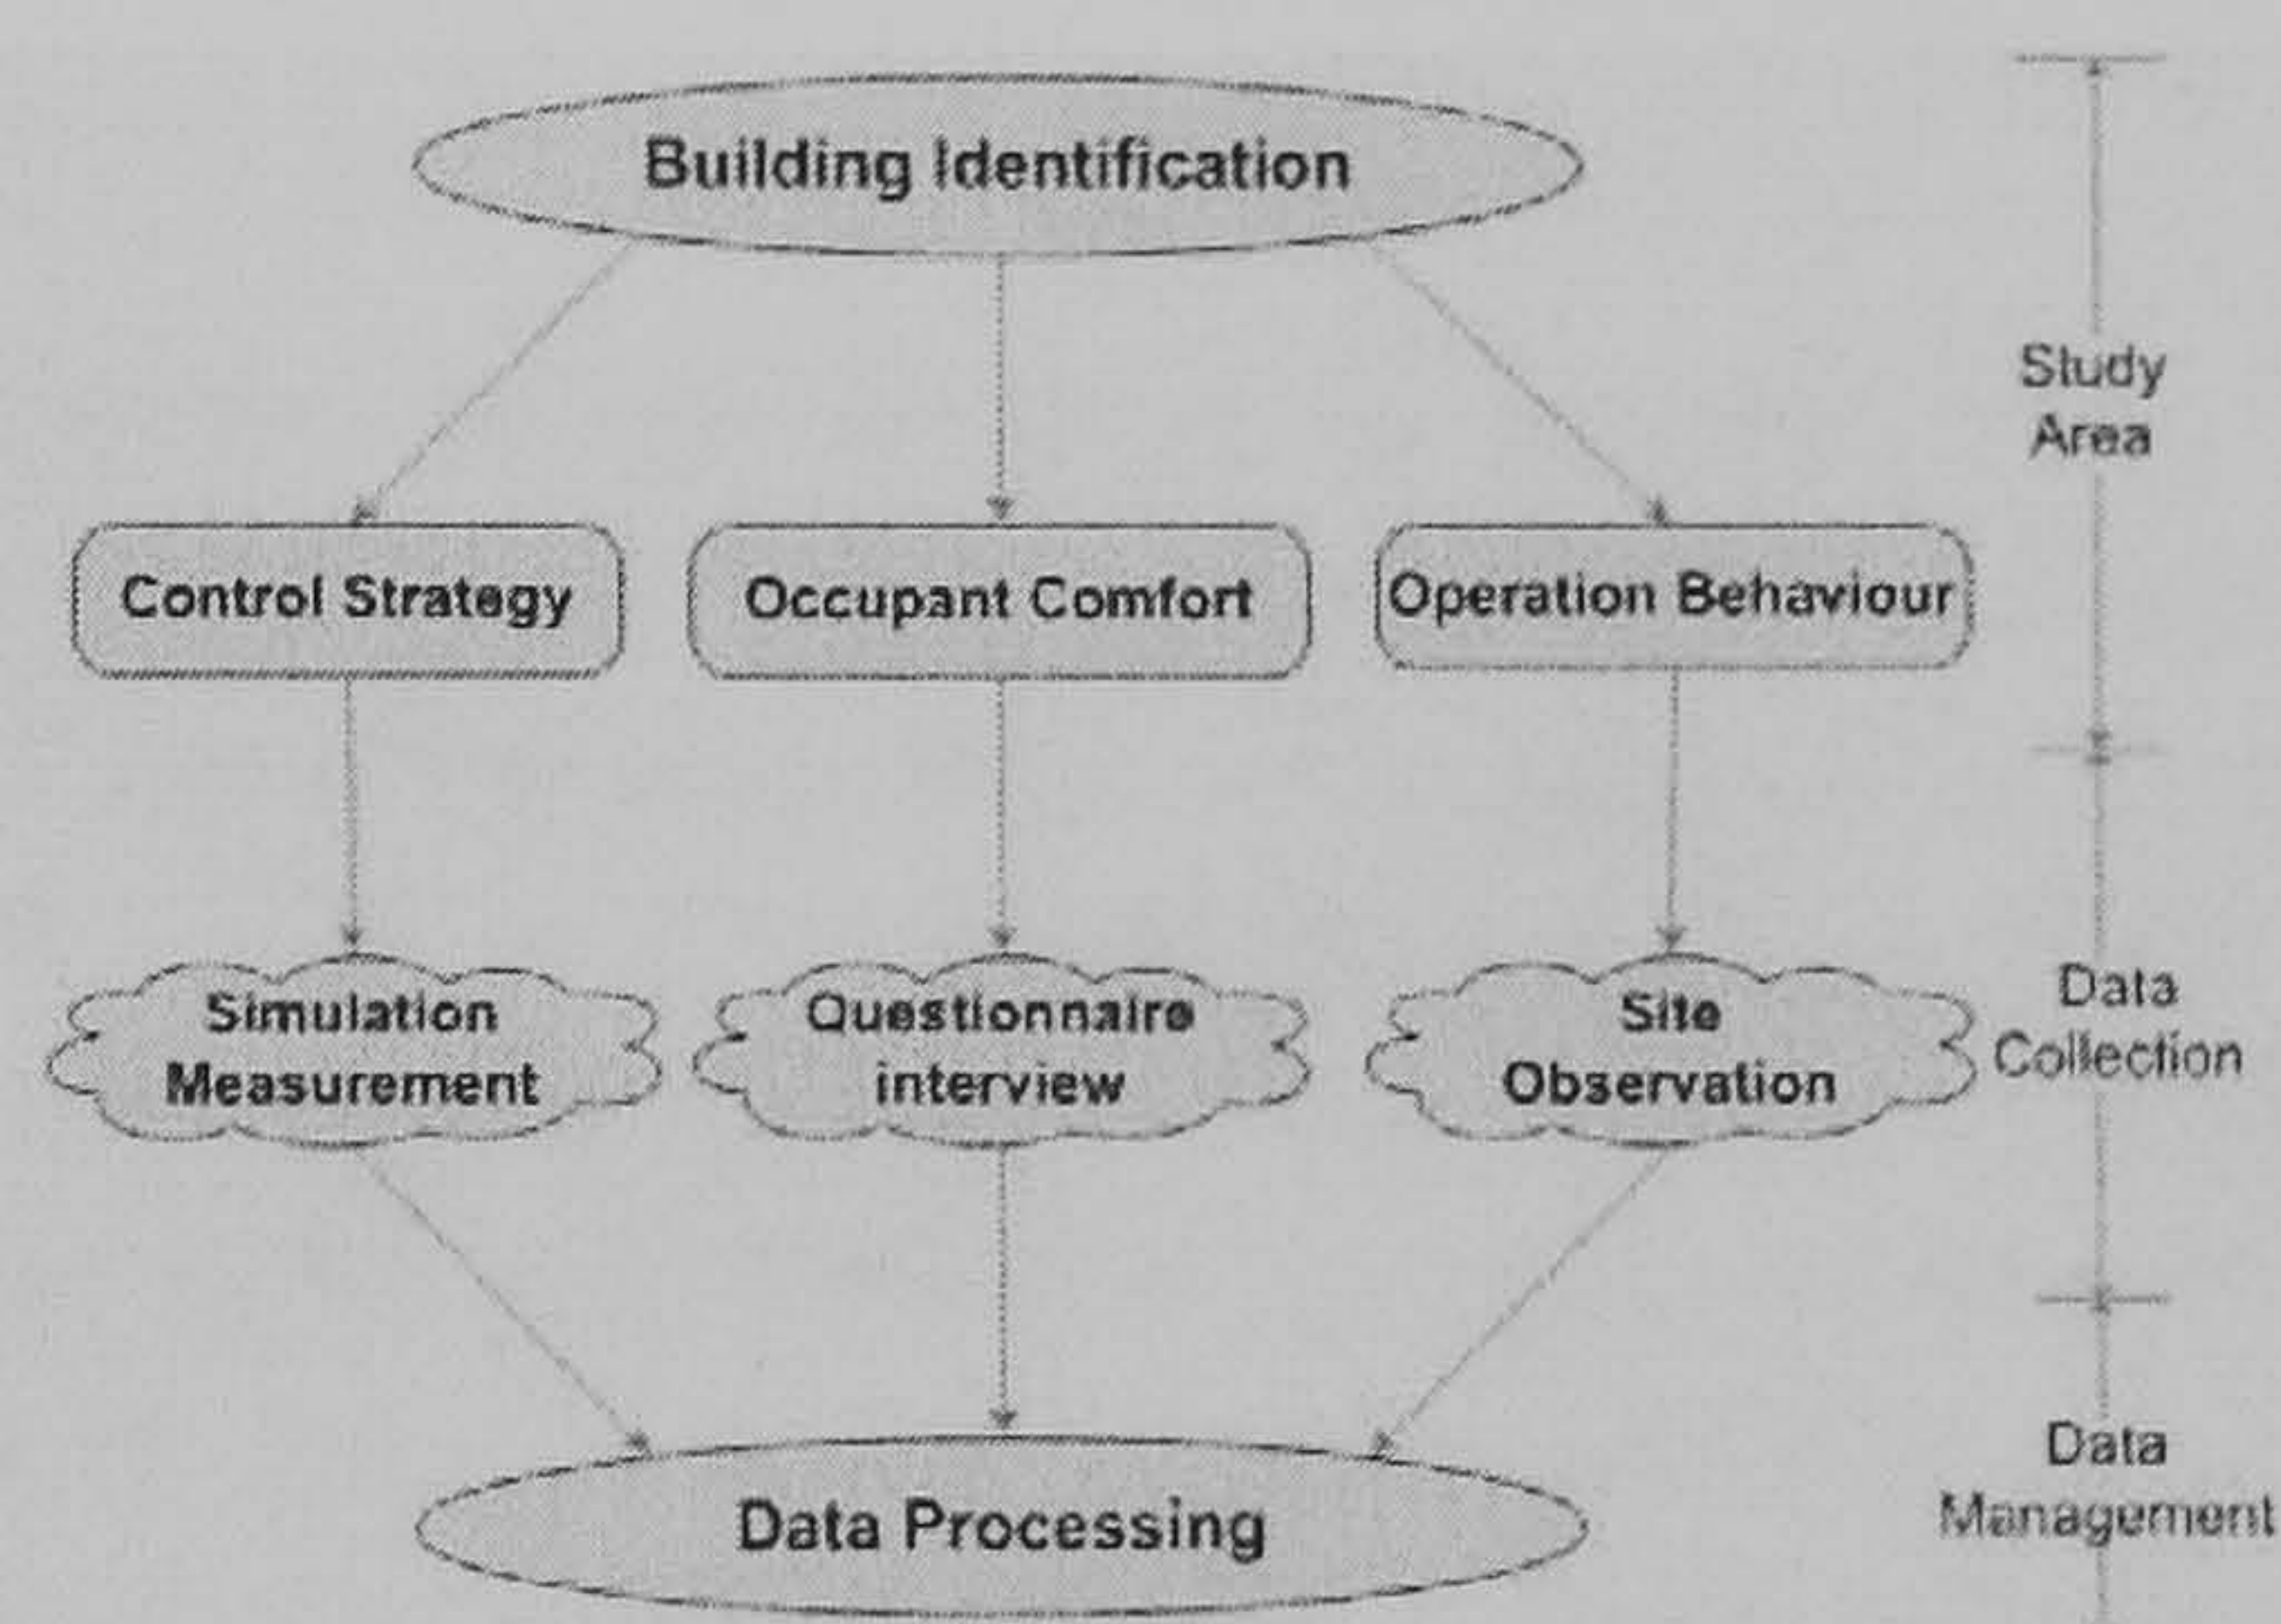 Building Identification
Study
Area
Control Strategy
Occupant Comfort
Operation Behaviour
Simulation
Measurement
Questionnaire
interview
Site
Observation
Data
Collection
Data Processing
Data
Management